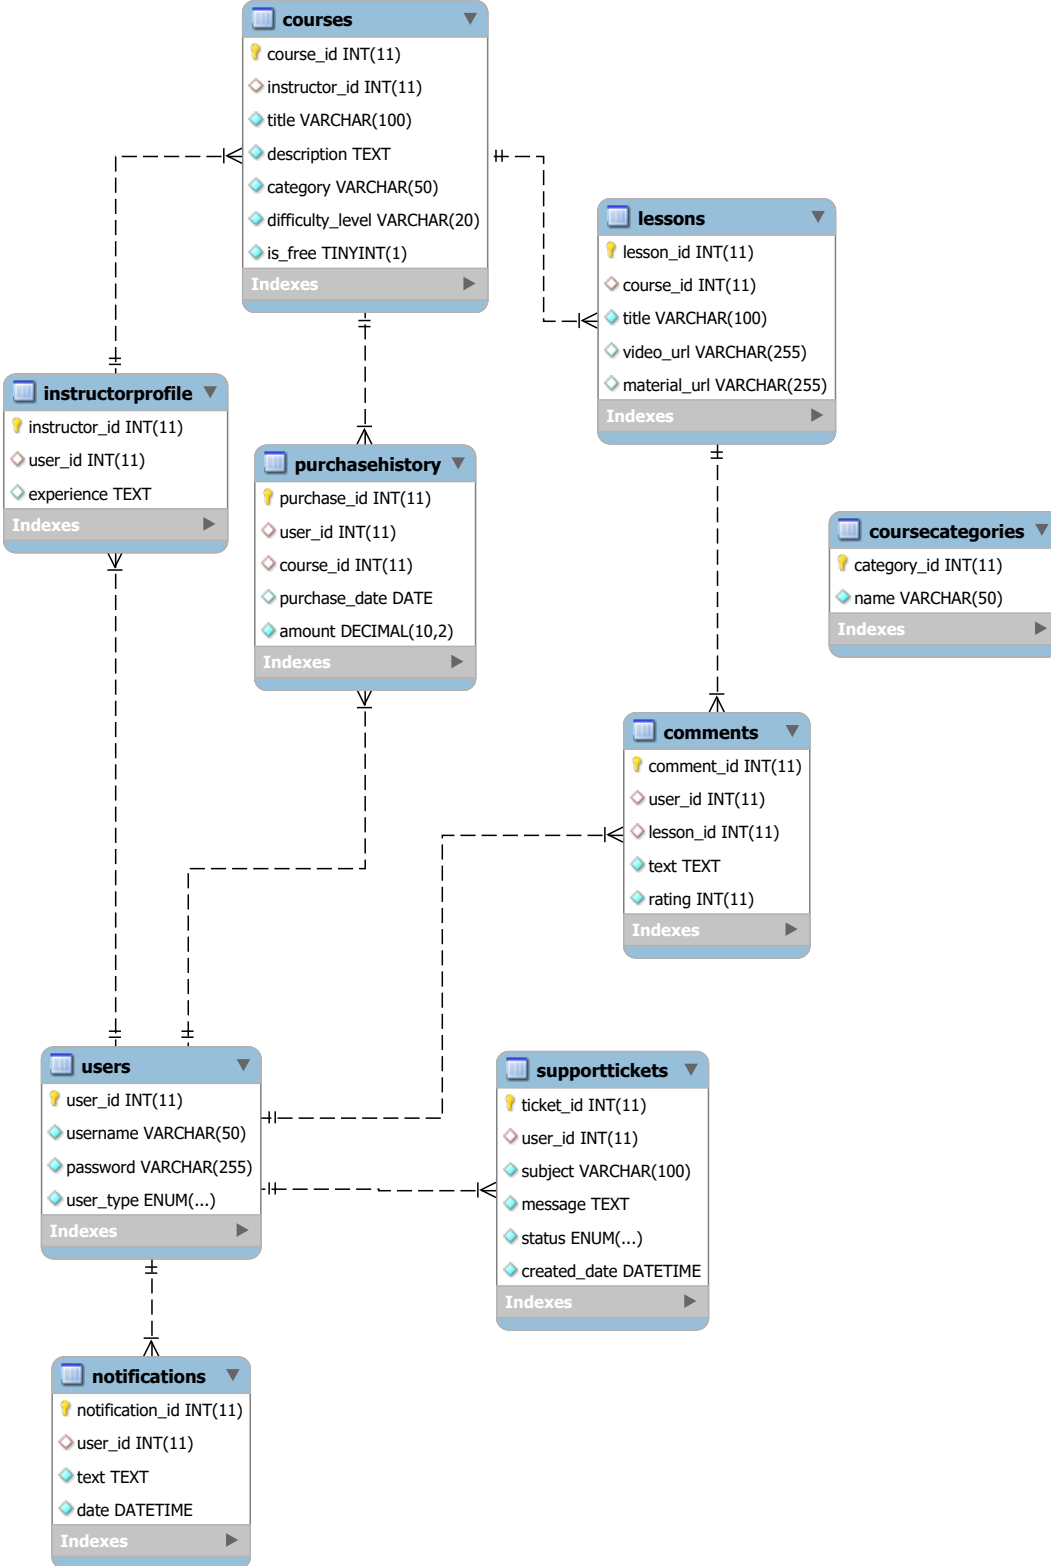 courses
course_id INT(11)
instructor_id INT(11)
title VARCHAR(100)
description TEXT
category VARCHAR(50)
difficulty_level VARCHAR(20)
is_free TINYINT(1)
Indexes
lessons
lesson_id INT(11)
course_id INT(11)
title VARCHAR(100)
video_url VARCHAR(255)
material_url VARCHAR(255)
Indexes
instructorprofile
instructor_id INT(11)
user_id INT(11)
experience TEXT
Indexes
purchasehistory
purchase_id INT(11)
user_id INT(11)
course_id INT(11)
purchase_date DATE
amount DECIMAL(10,2)
Indexes
coursecategories
category_id INT(11)
name VARCHAR(50)
Indexes
comments
comment_id INT(11)
user_id INT(11)
lesson_id INT(11)
text TEXT
rating INT(11)
Indexes
users
user_id INT(11)
username VARCHAR(50)
password VARCHAR(255)
user_type ENUM(...)
Indexes
supporttickets
ticket_id INT(11)
user_id INT(11)
subject VARCHAR(100)
message TEXT
status ENUM(...)
created_date DATETIME
Indexes
notifications
notification_id INT(11)
user_id INT(11)
text TEXT
date DATETIME
Indexes